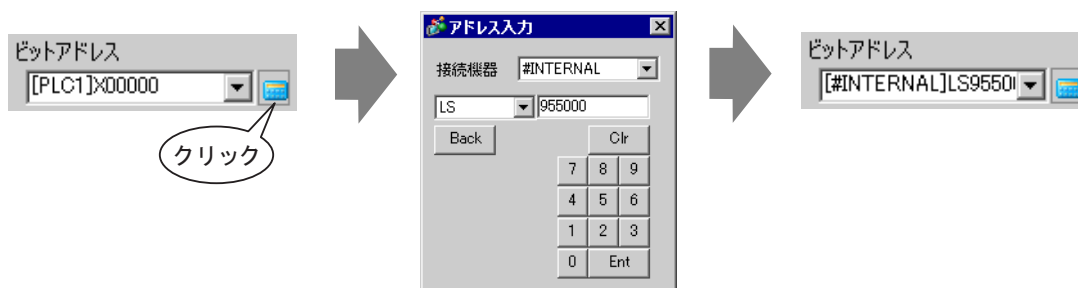 ビットアドレス
[PLC1]X00000
クリック
アドレス入力
接続機器 #INTERNAL
LS 955000
Back Clr
7 8 9
4 5 6
1 2 3
0 Ent
ビットアドレス
[#INTERNAL]LS9550